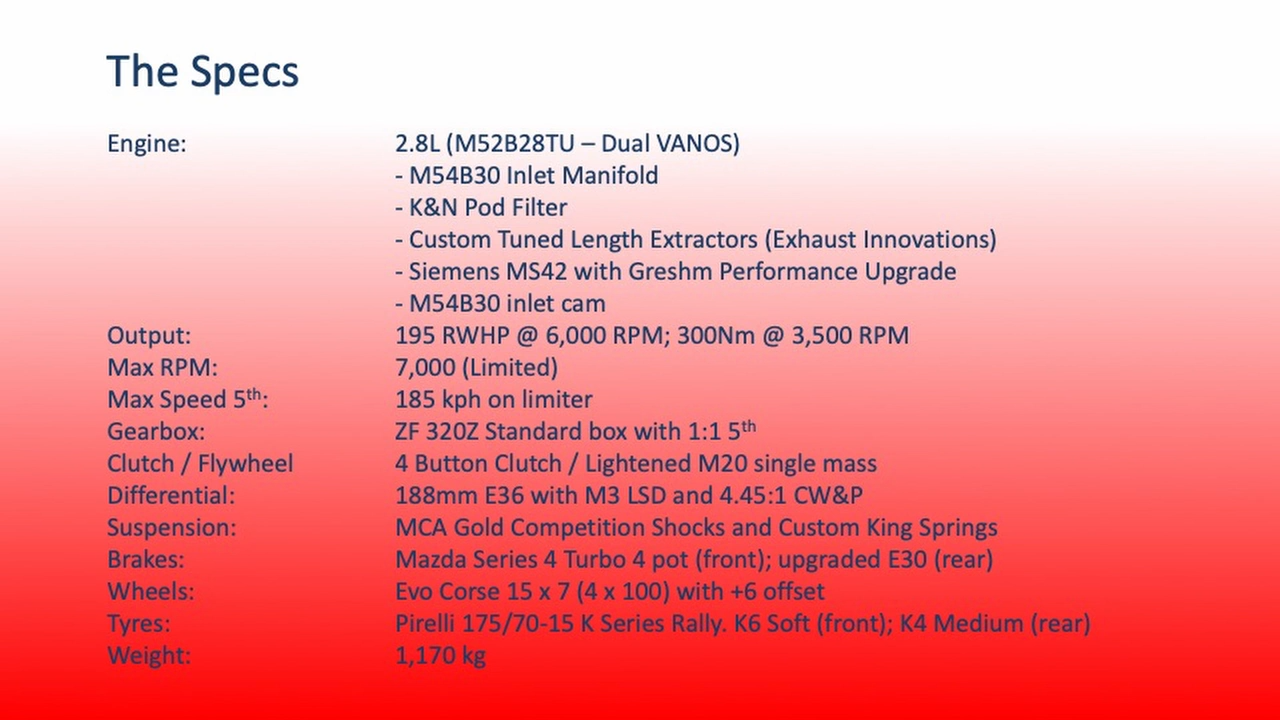 The Specs
Engine: 2.8L (M52B28TU – Dual VANOS)
- M54B30 Inlet Manifold
- K&N Pod Filter
- Custom Tuned Length Extractors (Exhaust Innovations)
- Siemens MS42 with Greshm Performance Upgrade
- M54B30 inlet cam
Output: 195 RWHP @ 6,000 RPM; 300Nm @ 3,500 RPM
Max RPM: 7,000 (Limited)
Max Speed 5th: 185 kph on limiter
Gearbox: ZF 320Z Standard box with 1:1 5th
Clutch / Flywheel 4 Button Clutch / Lightened M20 single mass
Differential: 188mm E36 with M3 LSD and 4.45:1 CW&P
Suspension: MCA Gold Competition Shocks and Custom King Springs
Brakes: Mazda Series 4 Turbo 4 pot (front); upgraded E30 (rear)
Wheels: Evo Corse 15 x 7 (4 x 100) with +6 offset
Tyres: Pirelli 175/70-15 K Series Rally. K6 Soft (front); K4 Medium (rear)
Weight: 1,170 kg